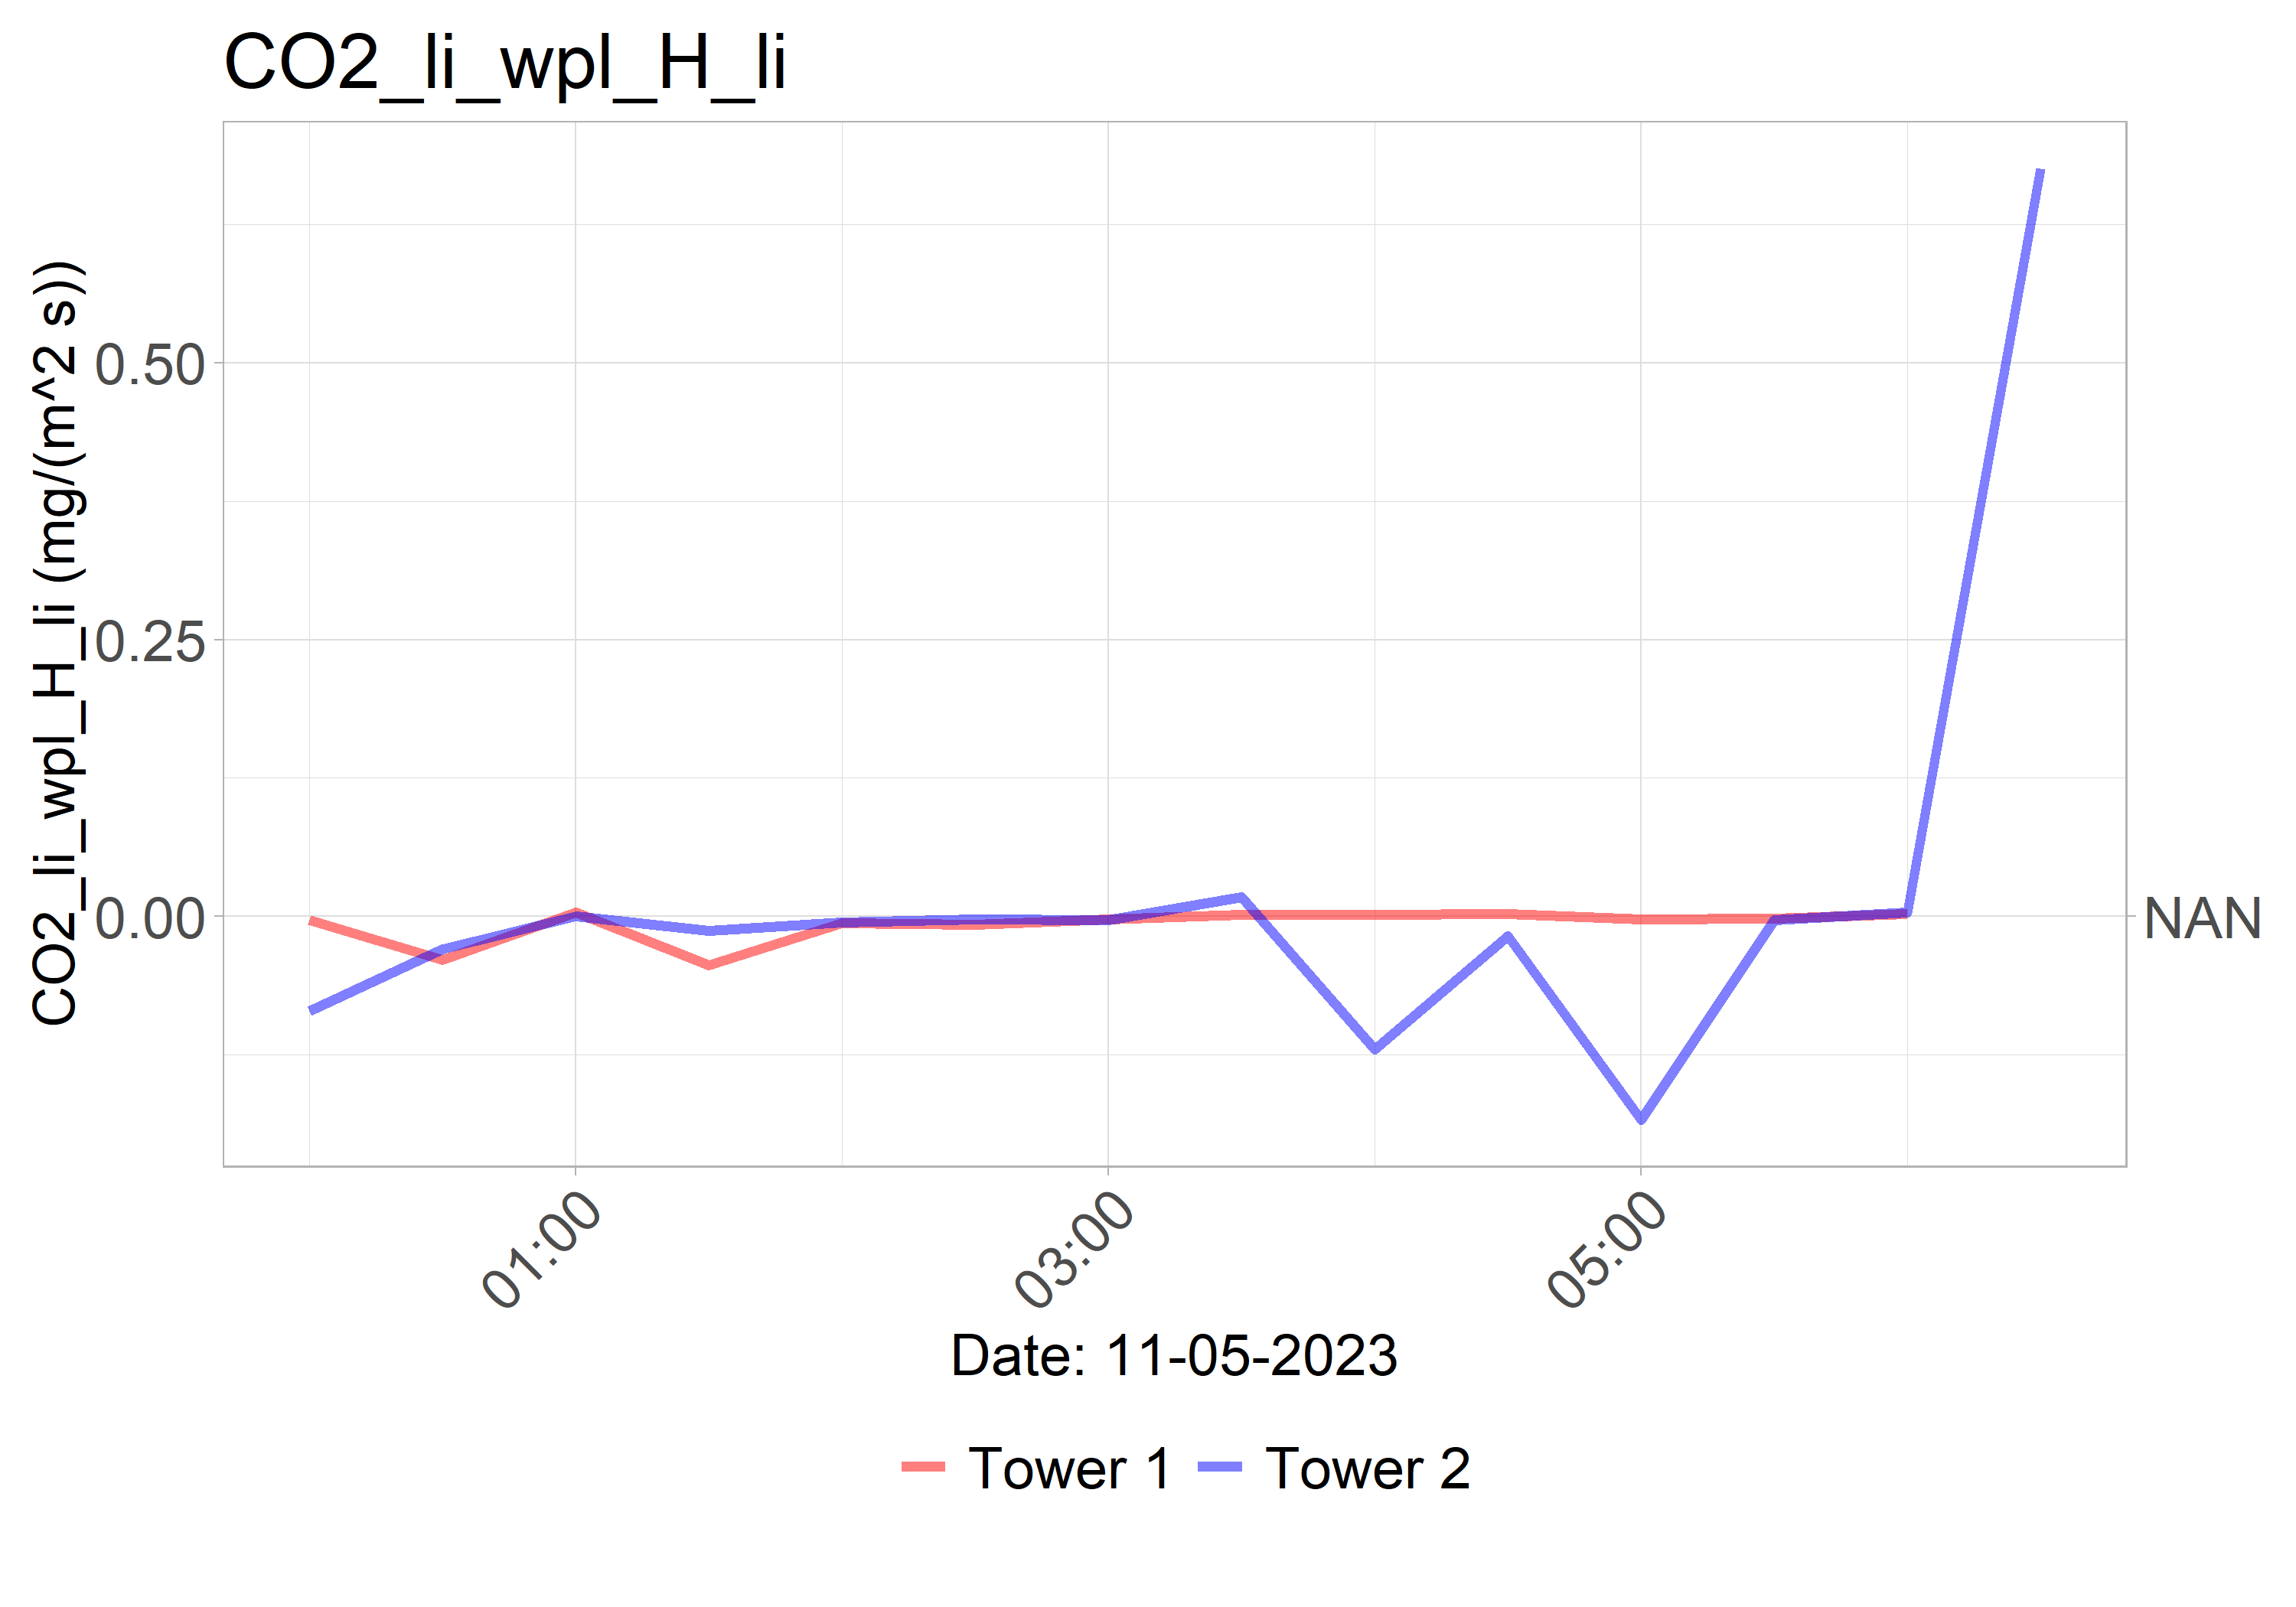 CO2_li_wpl_H_li
CO2_li_wpl_H_li (mg/(m^2 s))
0.50
0.25
0.00
NAN
01:00
03:00
05:00
Date: 11-05-2023
Tower 1
Tower 2